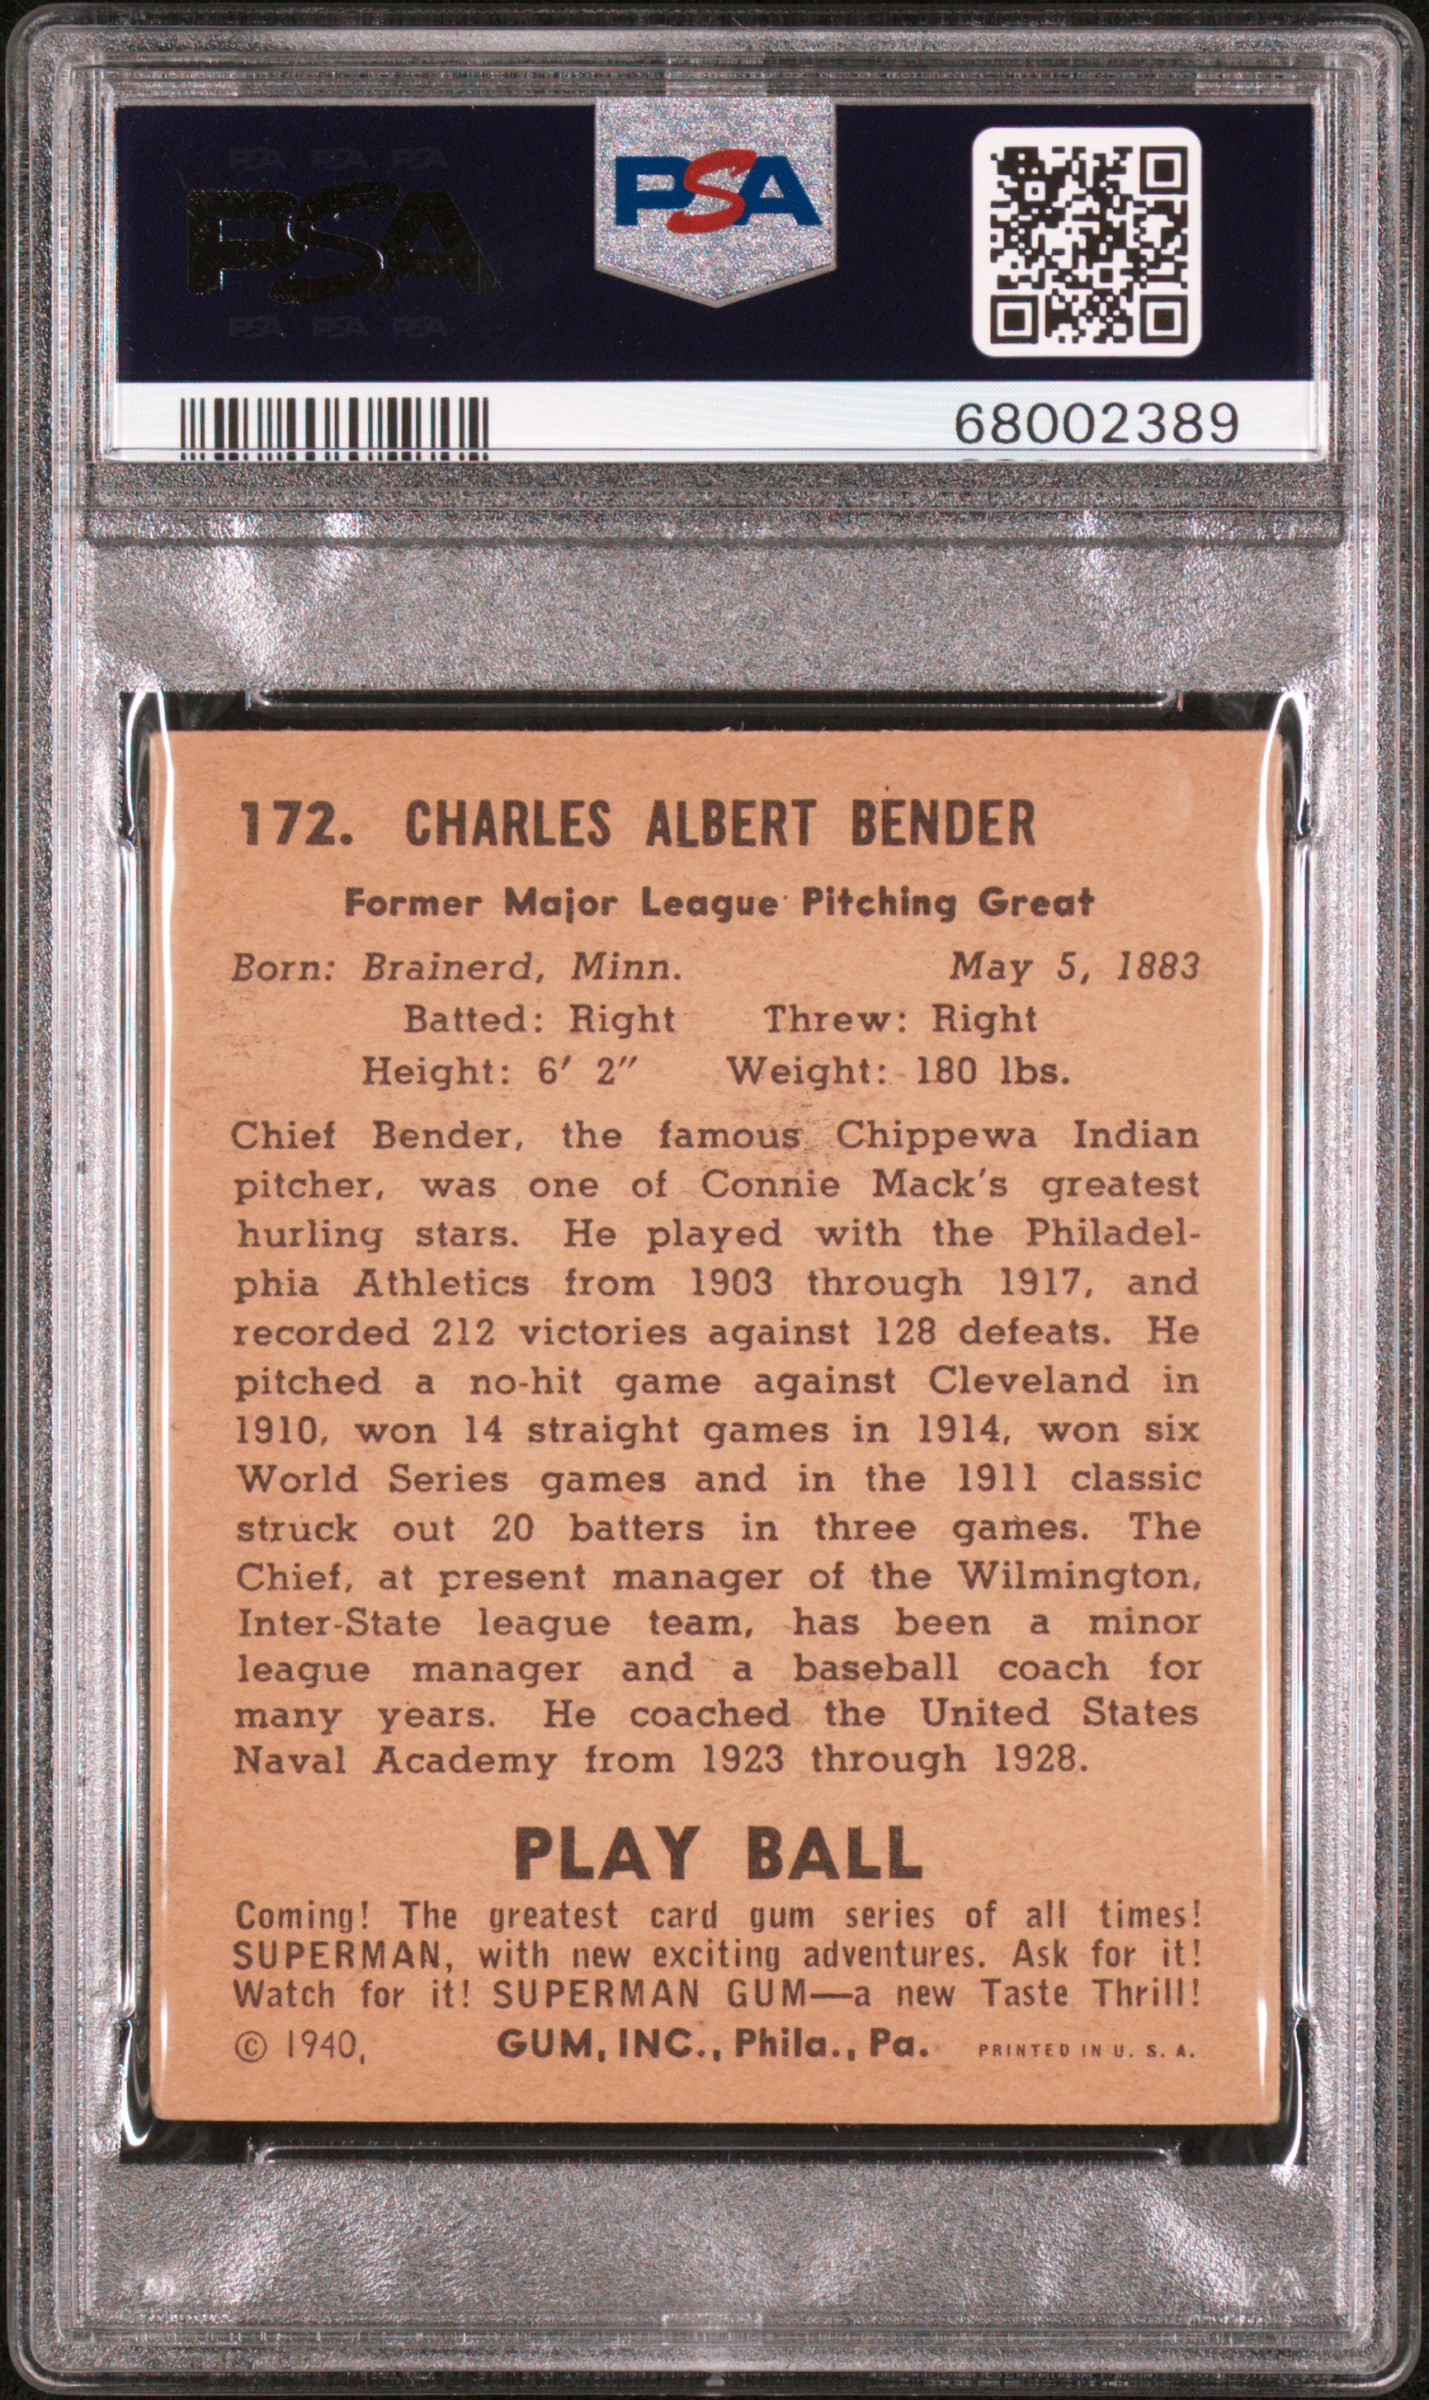 PSA PSA PSA
PSA
PSA PSA PSA
PSA
68002389
172. CHARLES ALBERT BENDER
Former Major League Pitching Great
Born: Brainerd, Minn. May 5, 1883
Batted: Right Threw: Right
Height: 6′ 2″ Weight: 180 lbs.
Chief Bender, the famous Chippewa Indian
pitcher, was one of Connie Mack's greatest
hurling stars. He played with the Philadel-
phia Athletics from 1903 through 1917, and
recorded 212 victories against 128 defeats. He
pitched a no-hit game against Cleveland in
1910, won 14 straight games in 1914, won six
World Series games and in the 1911 classic
struck out 20 batters in three games. The
Chief, at present manager of the Wilmington,
Inter-State league team, has been a minor
league manager and a baseball coach for
many years. He coached the United States
Naval Academy from 1923 through 1928.
PLAY BALL
Coming! The greatest card gum series of all times!
SUPERMAN, with new exciting adventures. Ask for it!
Watch for it! SUPERMAN GUM—a new Taste Thrill!
© 1940, GUM, INC., Phila., Pa. PRINTED IN U. S. A.